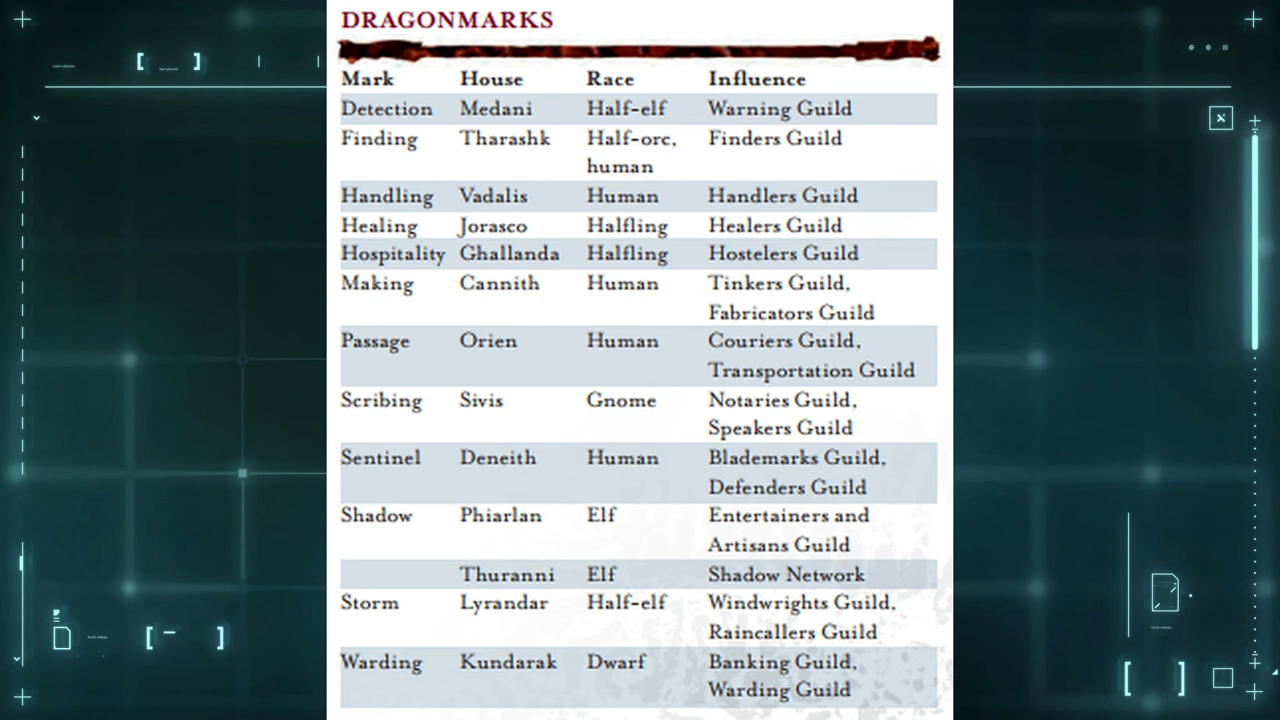 DRAGONMARKS
Mark House Race Influence
Detection Medani Half-elf Warning Guild
Finding Tharashk Half-orc, Finders Guild
human
Handling Vadalis Human Handlers Guild
Healing Jorasco Halfling Healers Guild
Hospitality Ghallanda Halfling Hostelers Guild
Making Cannith Human Tinkers Guild,
Fabricators Guild
Passage Orien Human Couriers Guild,
Transportation Guild
Scribing Sivis Gnome Notaries Guild,
Speakers Guild
Sentinel Deneith Human Blademarks Guild,
Defenders Guild
Shadow Phiarlan Elf Entertainers and
Artisans Guild
Thuranni Elf Shadow Network
Storm Lyrandar Half-elf Windwrights Guild,
Raincallers Guild
Warding Kundarak Dwarf Banking Guild,
Warding Guild